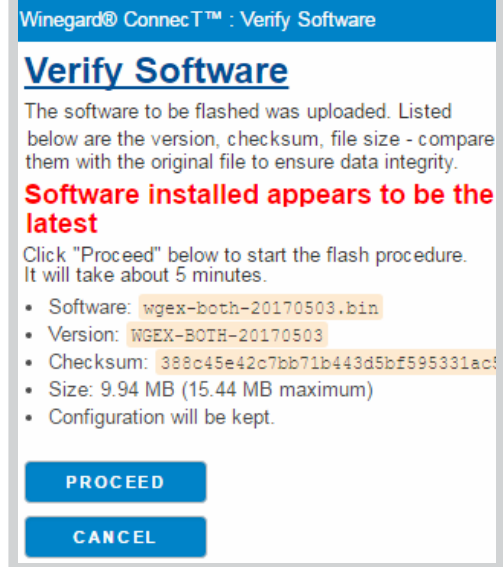 Winegard® ConnecT™ : Verify Software
Verify Software
The software to be flashed was uploaded. Listed
below are the version, checksum, file size - compare
them with the original file to ensure data integrity.
Software installed appears to be the
latest
Click "Proceed" below to start the flash procedure.
It will take about 5 minutes.
• Software: wgex-both-20170503.bin
• Version: WGEX-BOTH-20170503
• Checksum: 388c45e42c7bb71b443d5bf595331ac5
• Size: 9.94 MB (15.44 MB maximum)
• Configuration will be kept.
PROCEED
CANCEL